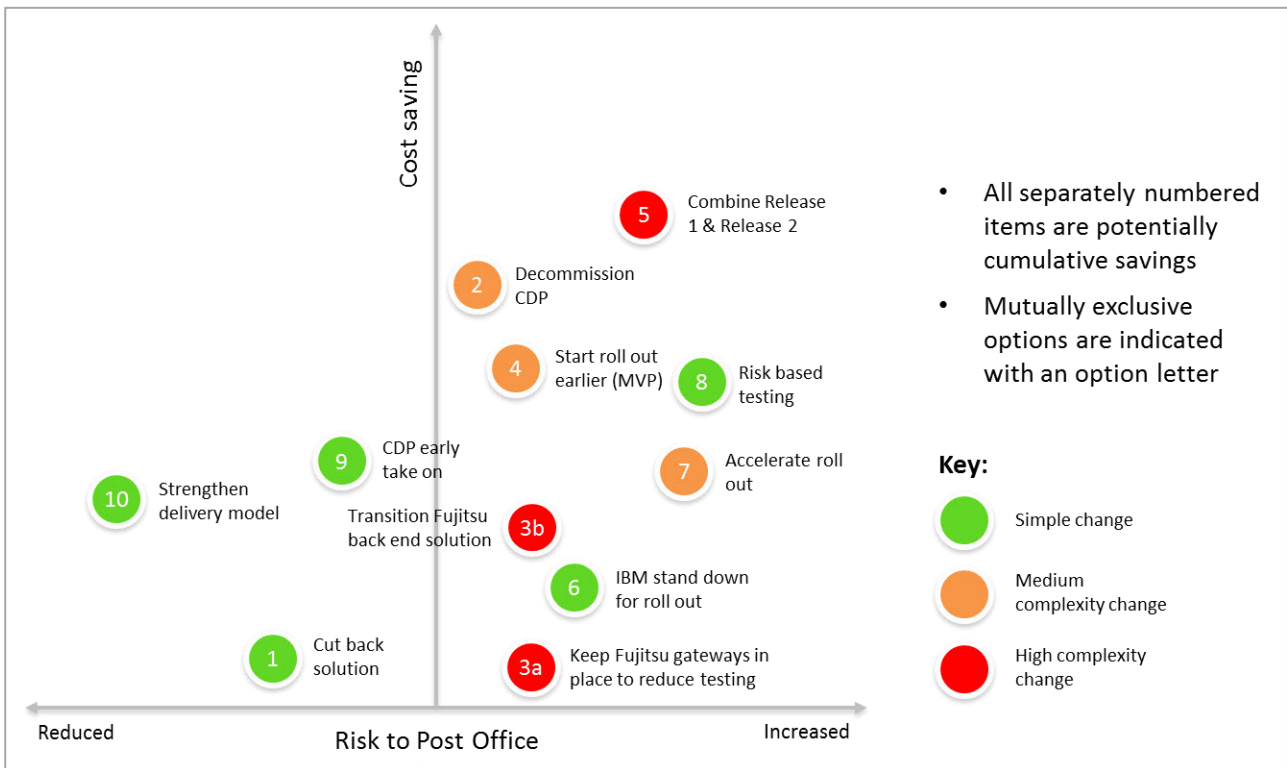 Cost saving
5
Combine Release
1 & Release 2
2
Decommission
CDP
4
Start roll out
earlier (MVP)
8
Risk based
testing
9
CDP early
take on
7
Accelerate roll
out
10
Strengthen
delivery model
Transition Fujitsu
back end solution
3b
6
IBM stand down
for roll out
1
Cut back
solution
3a
Keep Fujitsu gateways in
place to reduce testing
Reduced
Risk to Post Office
Increased
• All separately numbered
items are potentially
cumulative savings
• Mutually exclusive
options are indicated
with an option letter
Key:
Simple change
Medium
complexity change
High complexity
change